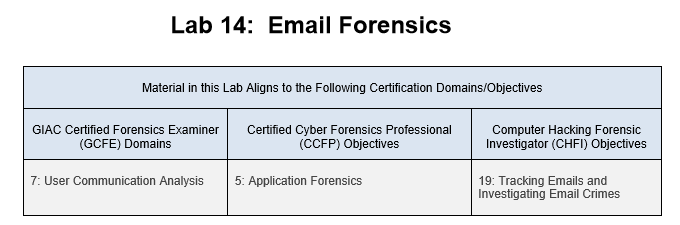 Lab 14: Email Forensics
Material in this Lab Aligns to the Following Certification Domains/Objectives
GIAC Certified Forensics Examiner
(GCFE) Domains
Certified Cyber Forensics Professional
(CCFP) Objectives
Computer Hacking Forensic
Investigator (CHFI) Objectives
7: User Communication Analysis
5: Application Forensics
19: Tracking Emails and
Investigating Email Crimes